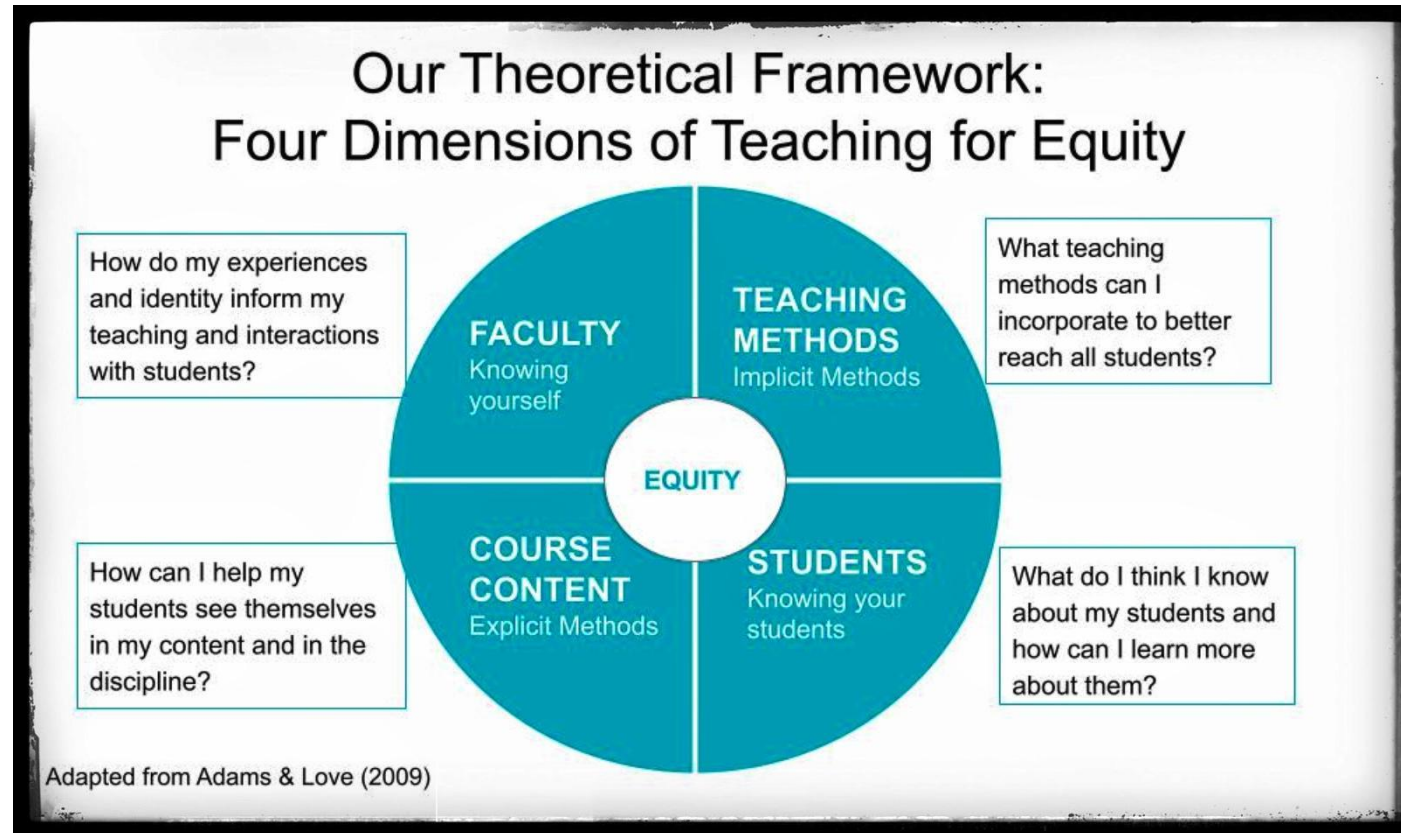 Our Theoretical Framework:
Four Dimensions of Teaching for Equity
How do my experiences
and identity inform my
teaching and interactions
with students?
FACULTY
Knowing
yourself
TEACHING
METHODS
Implicit Methods
What teaching
methods can I
incorporate to better
reach all students?
EQUITY
How can I help my
students see themselves
in my content and in the
discipline?
COURSE
CONTENT
Explicit Methods
STUDENTS
Knowing your
students
What do I think I know
about my students and
how can I learn more
about them?
Adapted from Adams & Love (2009)